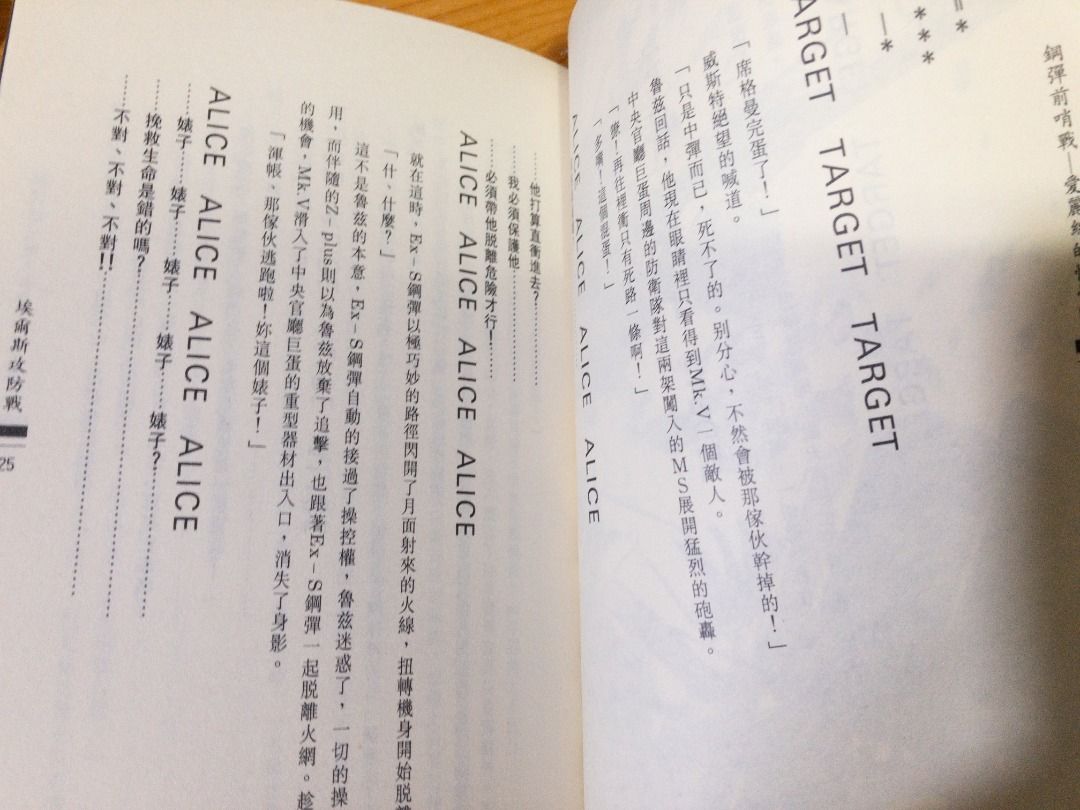 鋼彈前哨戰—愛麗絲的
＊
＊＊＊
—＊
TARGET TARGET TARGET
「席格曼完蛋了！」
威斯特絕望的喊道。
「只是中彈而已，死不了的。別分心，不然會被那傢伙幹掉的！」
魯茲回話，他現在眼睛裡只看得到Mk.V一個敵人。
中央官廳巨蛋周邊的防衛隊對這兩架闖入的MS展開猛烈的砲轟。
「獠！再往裡衝只有死路一條啊！」
「多嘴！這個混蛋！」
ALICE ALICE ALICE ALICE
……他打算直衝進去？
……我必須保護他………………
……必須帶他脫離危險才行！……
ALICE ALICE ALICE ALICE
就在這時，Ex－S鋼彈以極巧妙的路徑閃開了月面射來的火線，扭轉機身開始脫離
「什、什麼？」
這不是魯茲的本意，Ex－S鋼彈自動的接過了操控權，魯茲迷惑了，一切的操
用，而伴隨的Z－plus則以為魯茲放棄了追擊，也跟著Ex－S鋼彈一起脫離火網。趁
的機會，Mk.V滑入了中央官廳巨蛋的重型器材出入口，消失了身影。
「渾帳，那傢伙逃跑啦！妳這個婊子！」
ALICE ALICE ALICE ALICE
……婊子……婊子……婊子……婊子……婊子？
……挽救生命是錯的嗎？………………
……不對、不對、不對！！………………
埃爾斯攻防戰
25